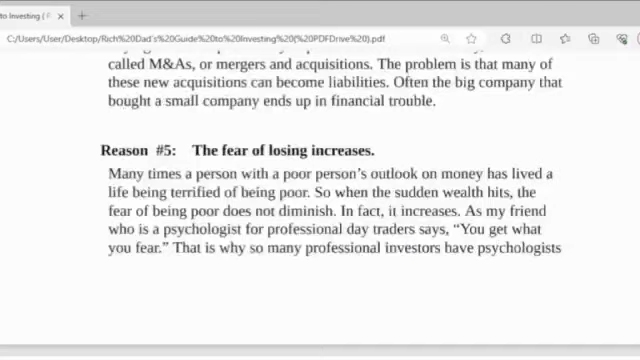 to Investing ( F
C:/Users/User/Desktop/Rich%20Dad's%20Guide%20to%20Investing%20(%20PDFDrive%20).pdf
called M&As, or mergers and acquisitions. The problem is that many of
these new acquisitions can become liabilities. Often the big company that
bought a small company ends up in financial trouble.
Reason #5: The fear of losing increases.
Many times a person with a poor person's outlook on money has lived a
life being terrified of being poor. So when the sudden wealth hits, the
fear of being poor does not diminish. In fact, it increases. As my friend
who is a psychologist for professional day traders says, “You get what
you fear.” That is why so many professional investors have psychologists